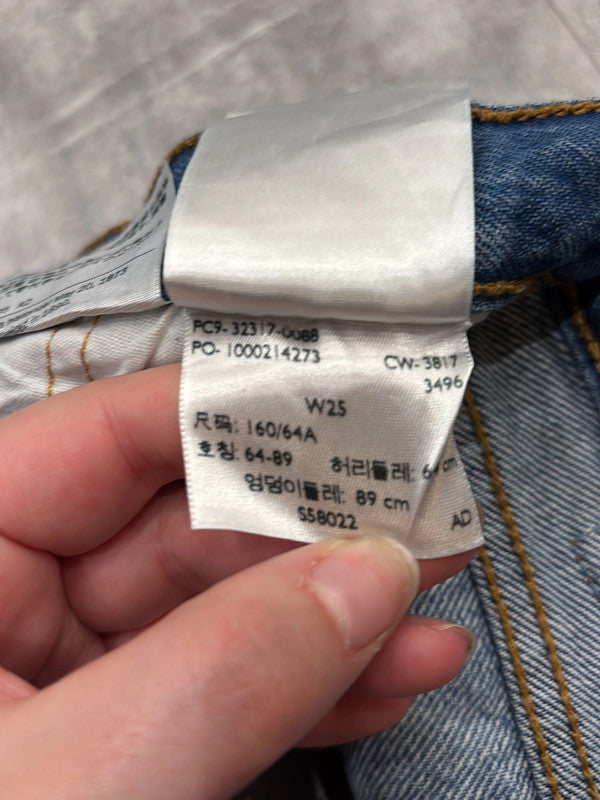 PC9- 32317-0088
PO- 1000214273
CW- 3817
3496
W25
尺码: 160/64A
호칭: 64-89 허리둘레: 64 cm
엉덩이둘레: 89 cm
S58022 AD